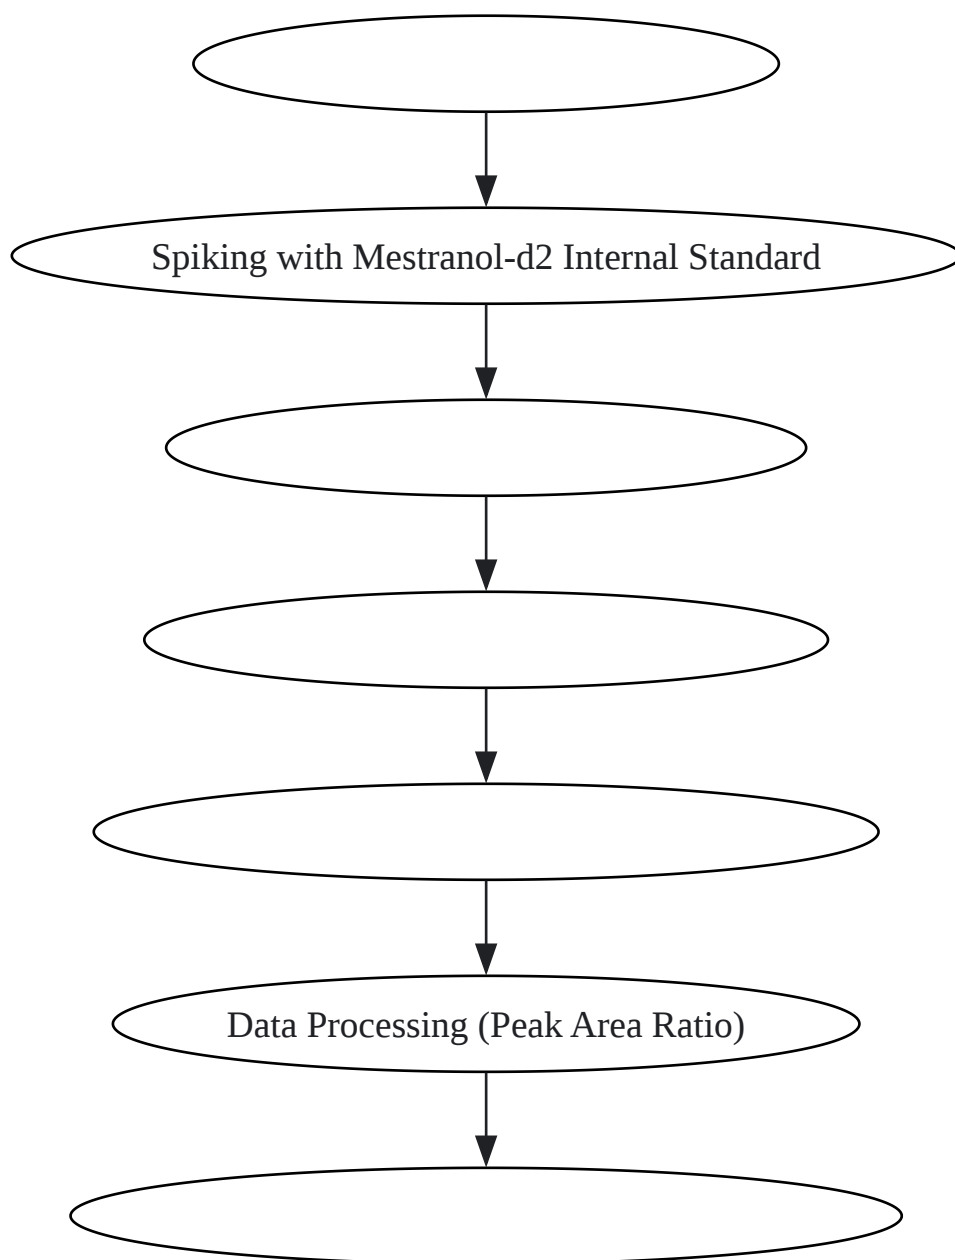 Spiking with Mestranol-d2 Internal Standard
Data Processing (Peak Area Ratio)